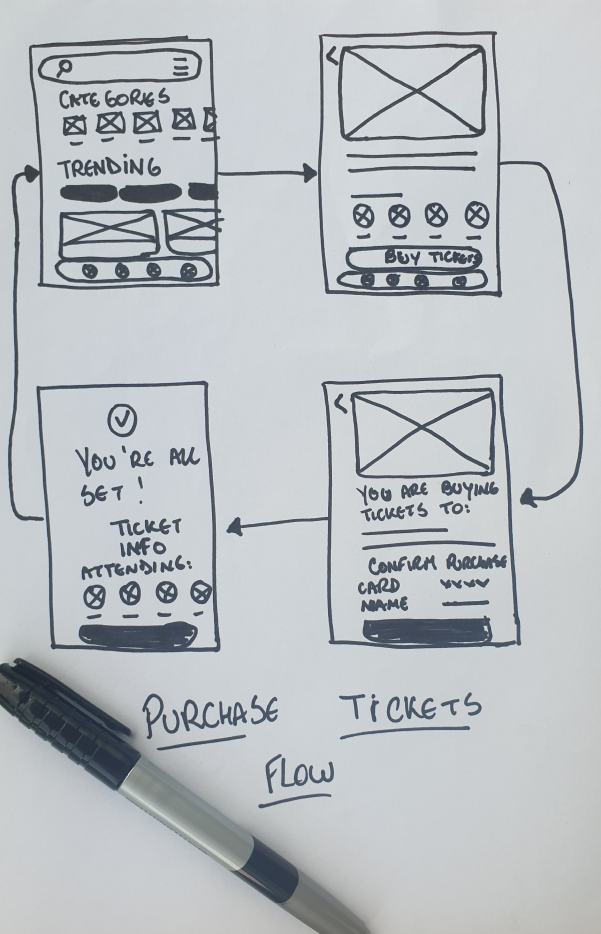 CATEGORIES
TRENDING
BUY TICKETS
YOU ARE BUYING
TICKETS TO:
CONFIRM PURCHASE
CARD xxxx
NAME
YOU'RE ALL
SET!
TICKET
INFO
ATTENDING:
PURCHASE TICKETS
FLOW